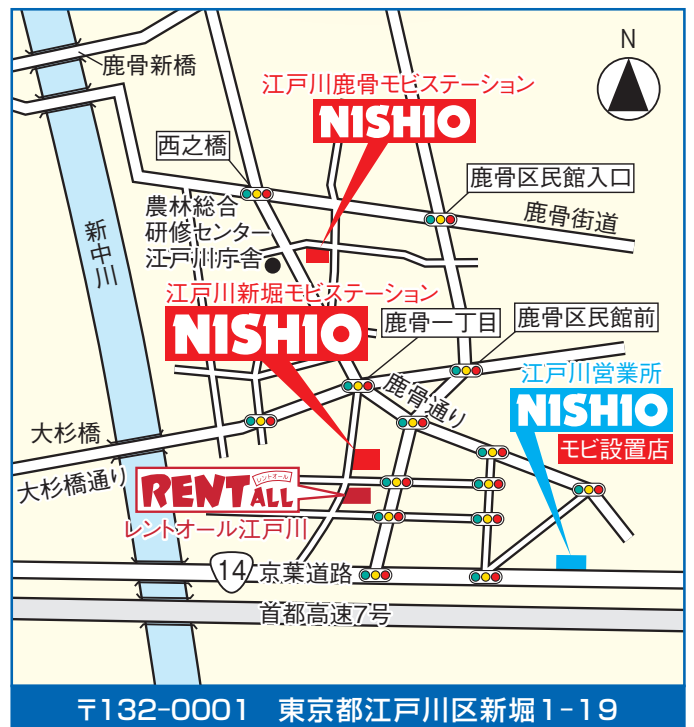 N
鹿骨新橋
江戸川鹿骨モビステーション
NISHIO
西之橋
鹿骨区民館入口
鹿骨街道
農林総合
研修センター
江戸川庁舎
新中川
江戸川新堀モビステーション
NISHIO
鹿骨一丁目
鹿骨区民館前
江戸川営業所
NISHIO
モビ設置店
鹿骨通り
大杉橋
大杉橋通り
レントオール
RENTALL
レントオール江戸川
14
京葉道路
首都高速7号
〒132-0001 東京都江戸川区新堀1-19